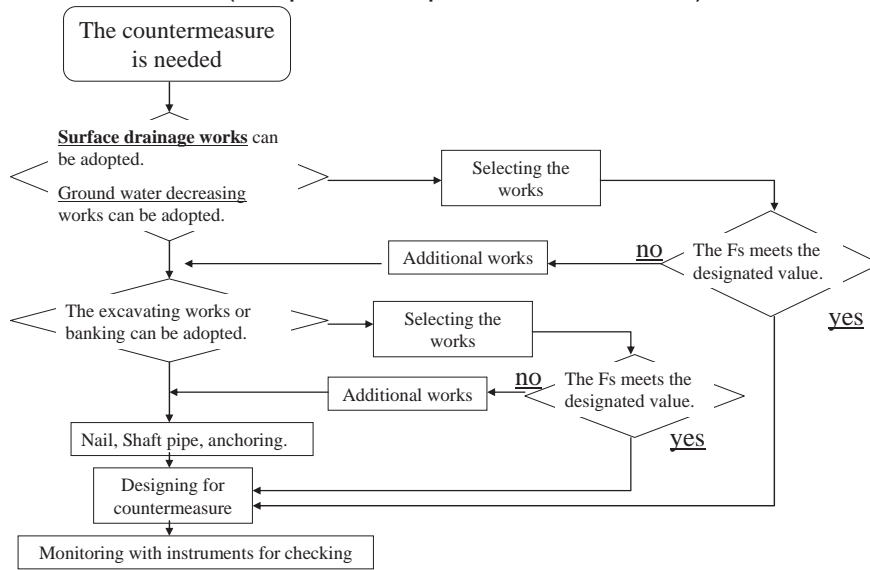 The countermeasure
is needed
Surface drainage works can
be adopted.
Ground water decreasing
works can be adopted.
Selecting the
works
The Fs meets the
designated value.
no
yes
Additional works
The excavating works or
banking can be adopted.
Selecting the
works
The Fs meets the
designated value.
no
yes
Additional works
Nail, Shaft pipe, anchoring.
Designing for
countermeasure
Monitoring with instruments for checking